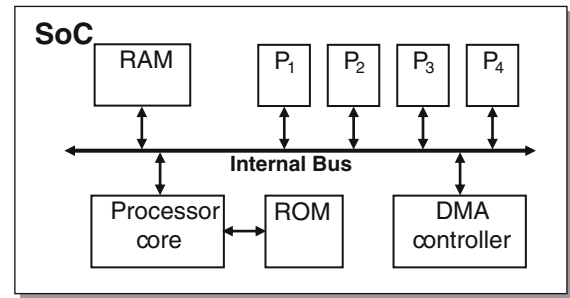 SoC
RAM
P₁
P₂
P₃
P₄
Internal Bus
Processor
core
ROM
DMA
controller